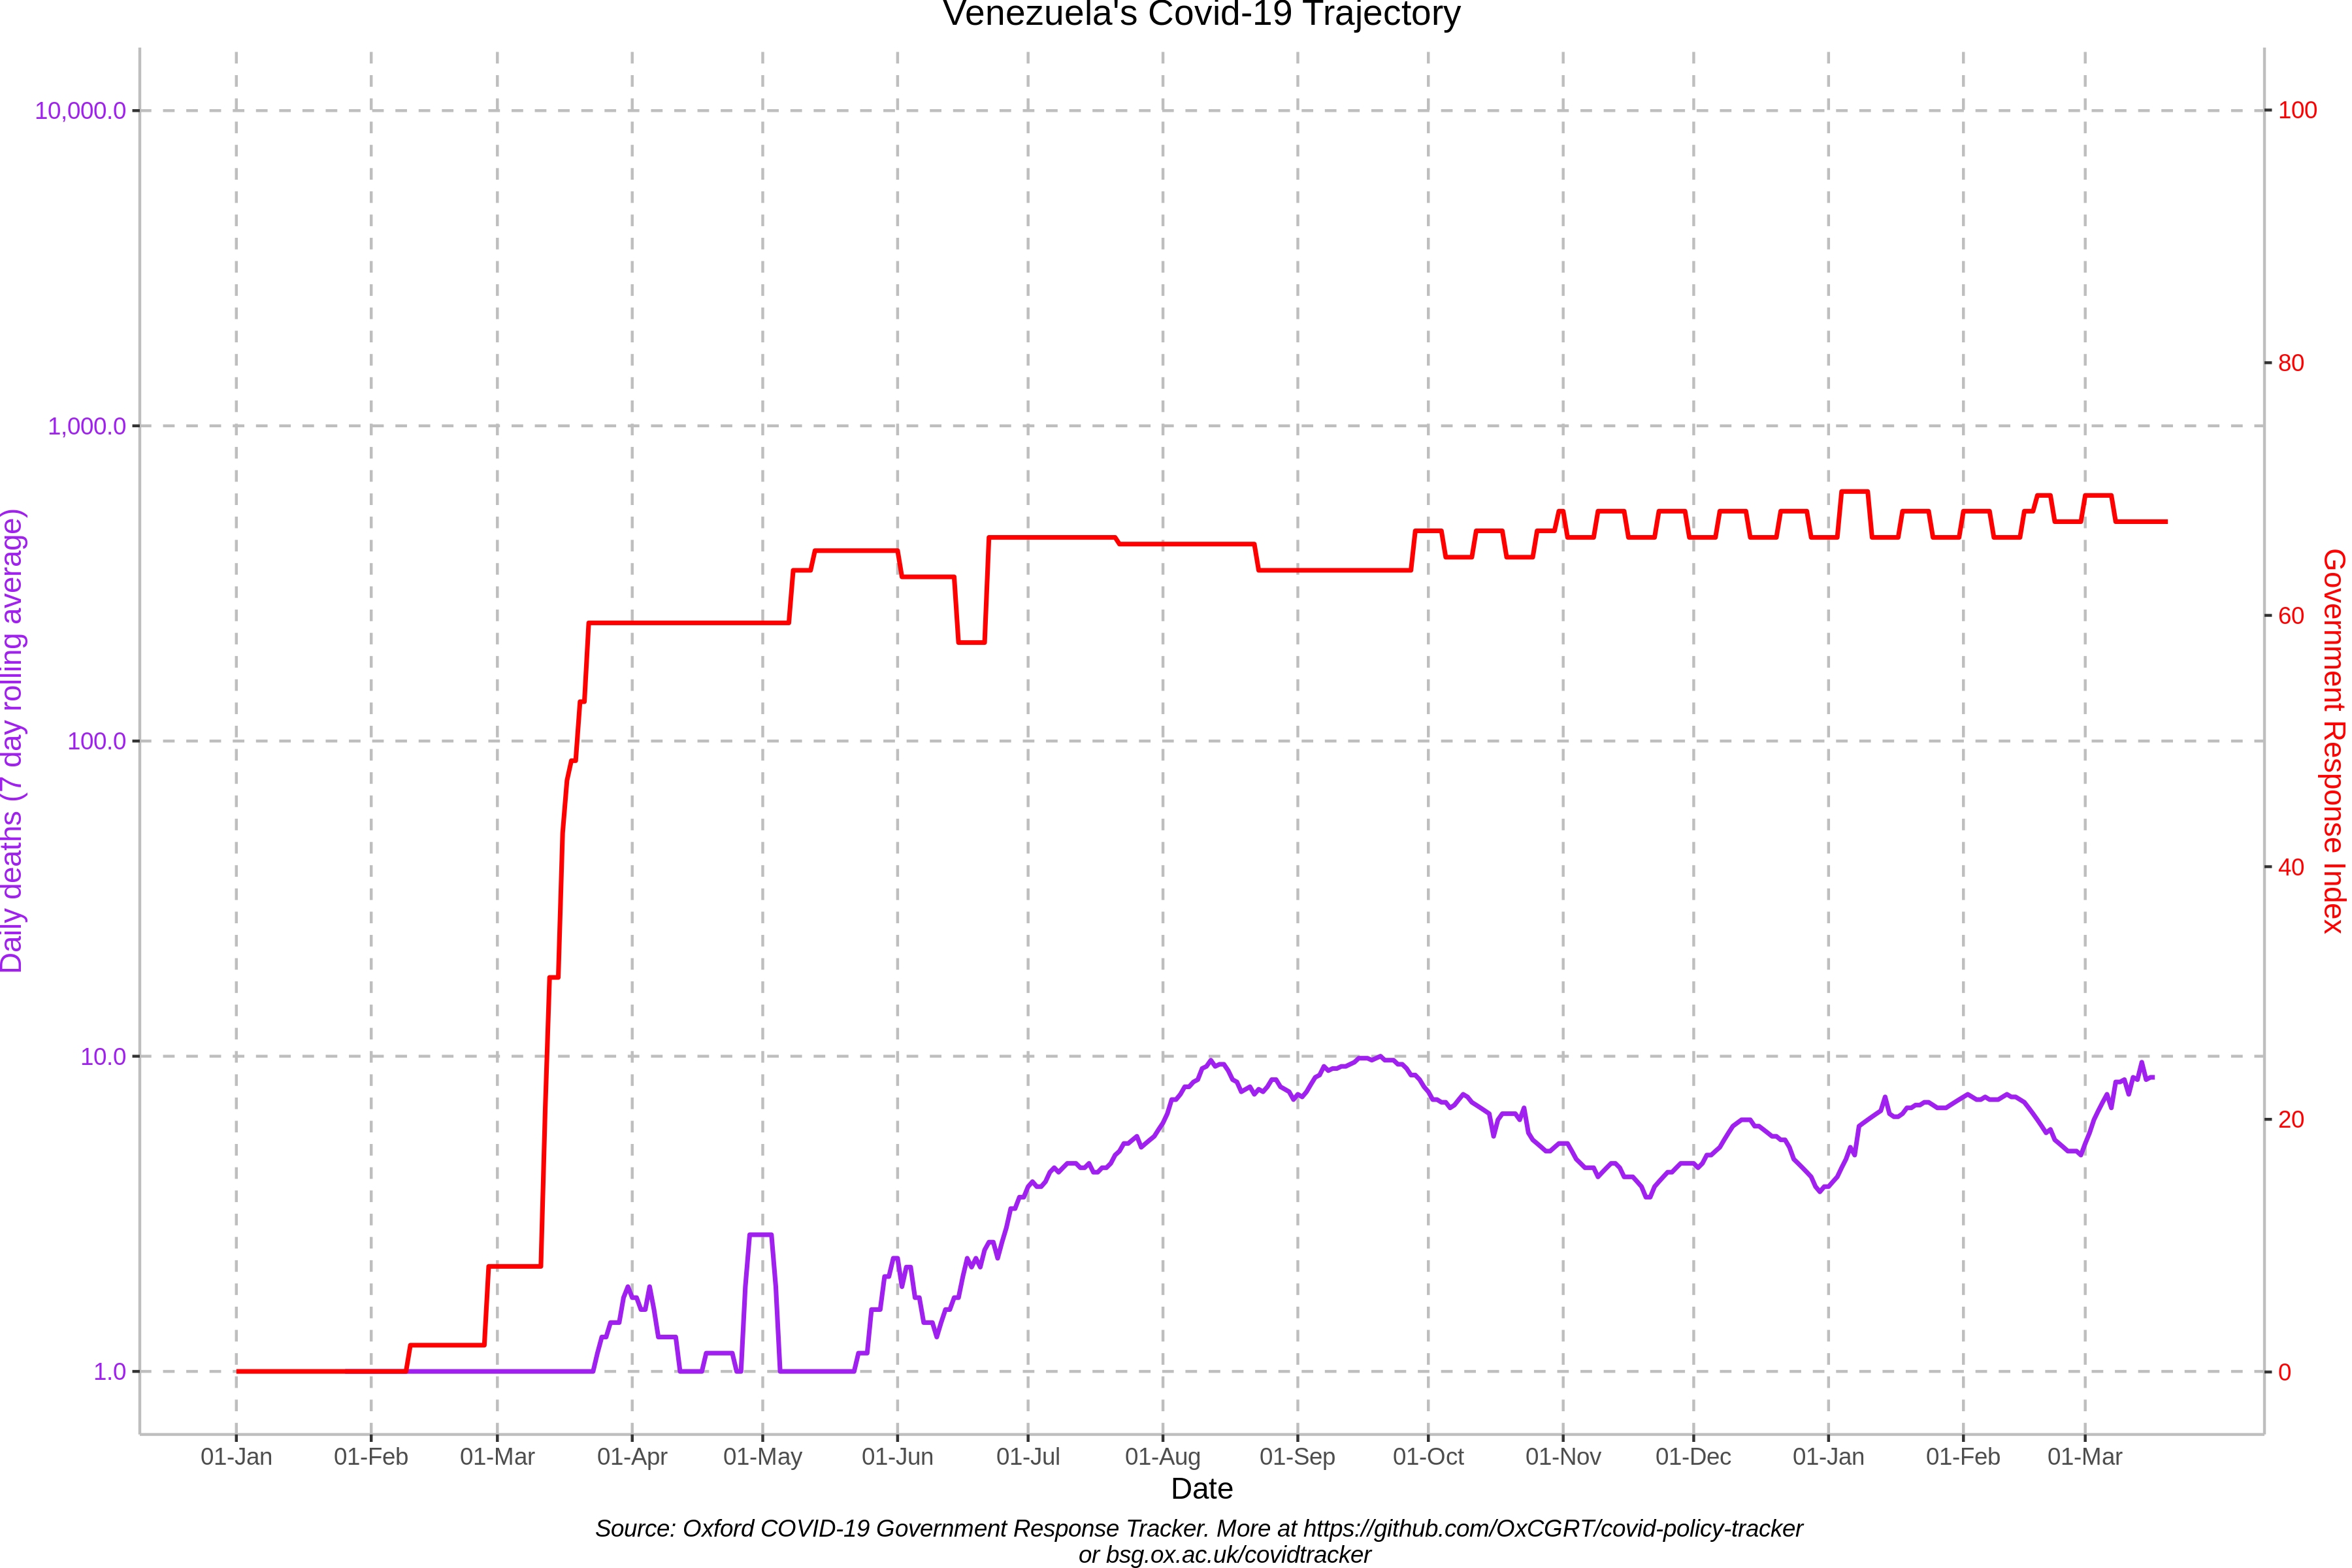 Venezuela's Covid-19 Trajectory
10,000.0
1,000.0
100.0
10.0
1.0
Daily deaths (7 day rolling average)
100
80
60
40
20
0
Government Response Index
01-Jan 01-Feb 01-Mar 01-Apr 01-May 01-Jun 01-Jul 01-Aug 01-Sep 01-Oct 01-Nov 01-Dec 01-Jan 01-Feb 01-Mar
Date
Source: Oxford COVID-19 Government Response Tracker. More at https://github.com/OxCGRT/covid-policy-tracker
or bsg.ox.ac.uk/covidtracker